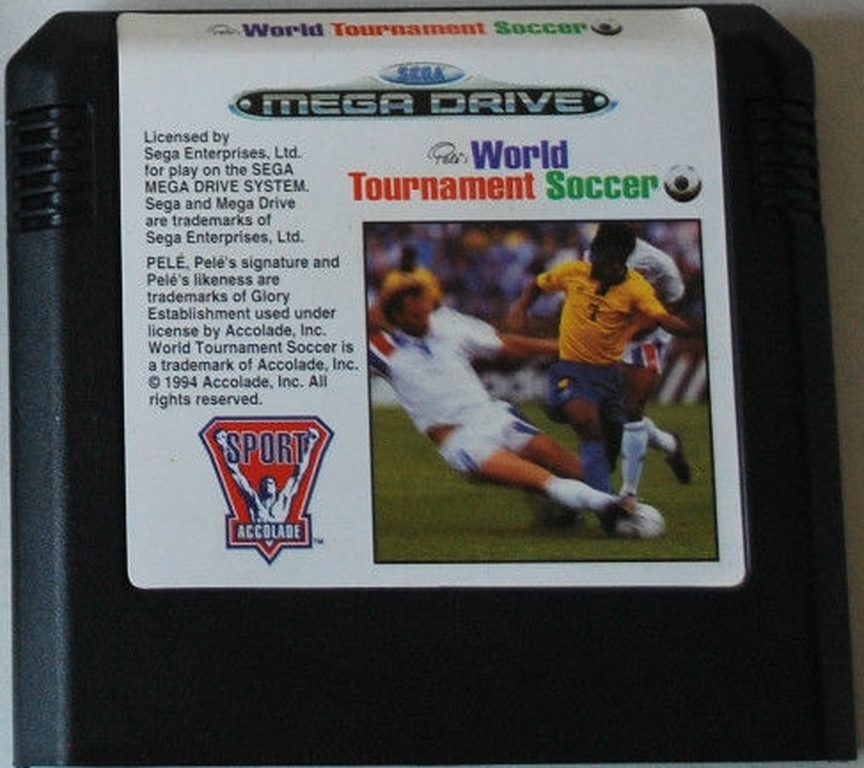 Pelé's World Tournament Soccer
SEGA
MEGA DRIVE
Licensed by
Sega Enterprises, Ltd.
for play on the SEGA
MEGA DRIVE SYSTEM.
Sega and Mega Drive
are trademarks of
Sega Enterprises, Ltd.
PELÉ, Pelé's signature and
Pelé's likeness are
trademarks of Glory
Establishment used under
license by Accolade, Inc.
World Tournament Soccer is
a trademark of Accolade, Inc.
© 1994 Accolade, Inc. All
rights reserved.
Pelé's World
Tournament Soccer
SPORT
ACCOLADE
TM